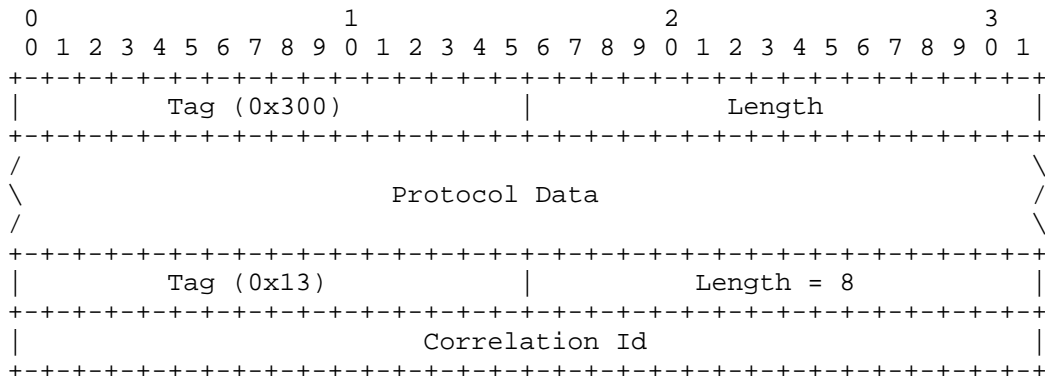 0                   1                   2                   3
 0 1 2 3 4 5 6 7 8 9 0 1 2 3 4 5 6 7 8 9 0 1 2 3 4 5 6 7 8 9 0 1
+-+-+-+-+-+-+-+-+-+-+-+-+-+-+-+-+-+-+-+-+-+-+-+-+-+-+-+-+-+-+-+-+
|         Tag (0x300)           |            Length             |
+-+-+-+-+-+-+-+-+-+-+-+-+-+-+-+-+-+-+-+-+-+-+-+-+-+-+-+-+-+-+-+-+
/                                                               \
\                       Protocol Data                           /
/                                                               \
+-+-+-+-+-+-+-+-+-+-+-+-+-+-+-+-+-+-+-+-+-+-+-+-+-+-+-+-+-+-+-+-+
|         Tag (0x13)            |          Length = 8           |
+-+-+-+-+-+-+-+-+-+-+-+-+-+-+-+-+-+-+-+-+-+-+-+-+-+-+-+-+-+-+-+-+
|                         Correlation Id                        |
+-+-+-+-+-+-+-+-+-+-+-+-+-+-+-+-+-+-+-+-+-+-+-+-+-+-+-+-+-+-+-+-+